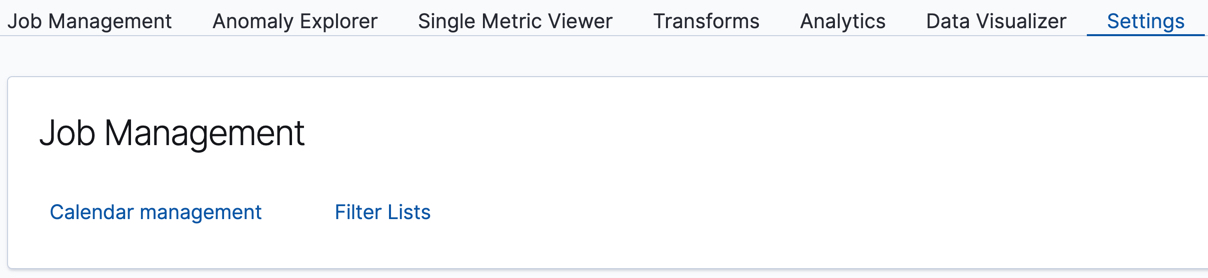 Job Management Anomaly Explorer Single Metric Viewer Transforms Analytics Data Visualizer Settings
Job Management
Calendar management Filter Lists